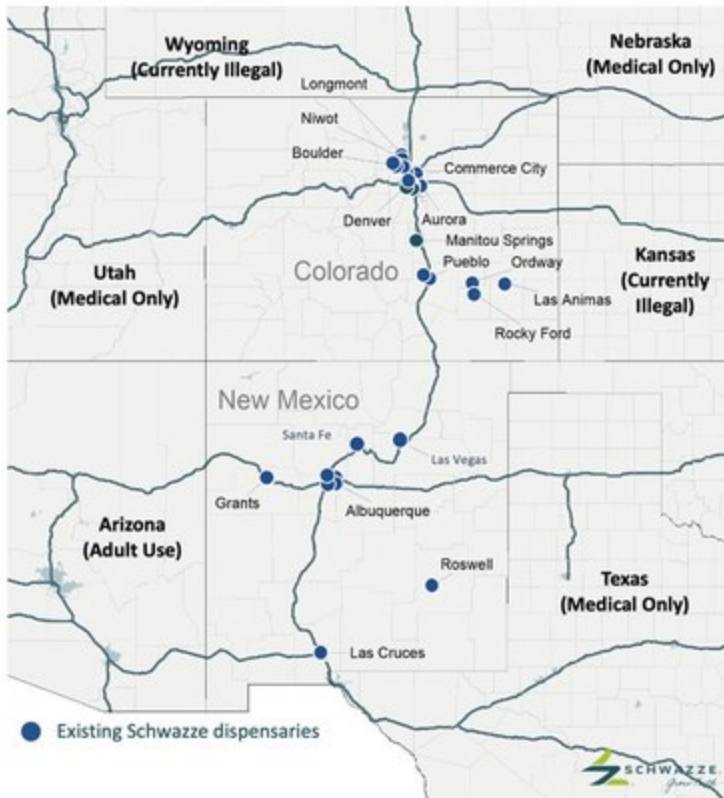 Wyoming
(Currently Illegal)
Nebraska
(Medical Only)
Longmont
Niwot
Boulder
Commerce City
Denver
Aurora
Manitou Springs
Utah
(Medical Only)
Colorado
Pueblo
Ordway
Kansas
(Currently
Illegal)
Las Animas
Rocky Ford
New Mexico
Santa Fe
Las Vegas
Grants
Albuquerque
Arizona
(Adult Use)
Roswell
Texas
(Medical Only)
Las Cruces
Existing Schwazze dispensaries
SCHWAZZE.